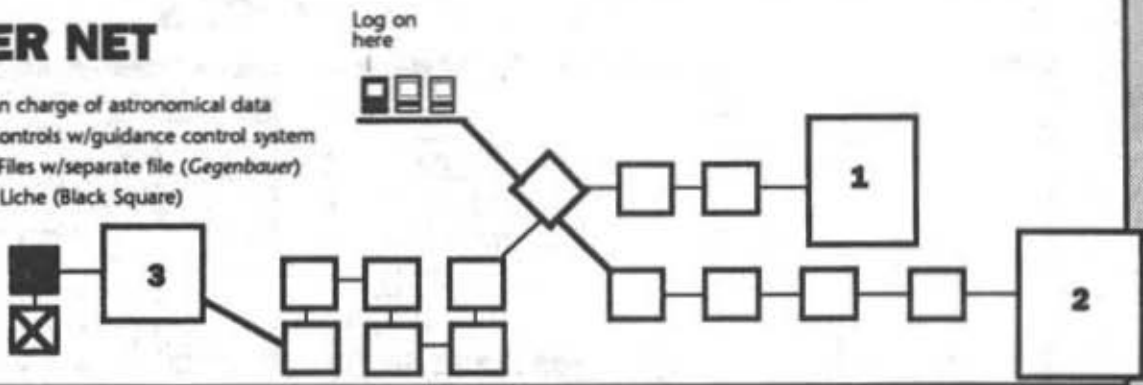 ER NET
n charge of astronomical data
ontrols w/guidance control system
Files w/separate file (Gegenbauer)
Liche (Black Square)
Log on
here
1
2
3